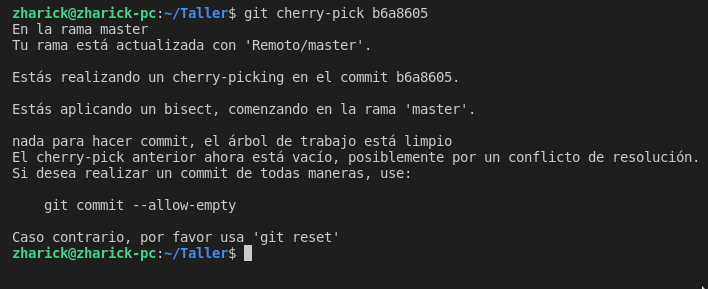 zharick@zharick-pc:~/Taller$ git cherry-pick b6a8605
En la rama master
Tu rama está actualizada con 'Remoto/master'.
Estás realizando un cherry-picking en el commit b6a8605.
Estás aplicando un bisect, comenzando en la rama 'master'.
nada para hacer commit, el árbol de trabajo está limpio
El cherry-pick anterior ahora está vacío, posiblemente por un conflicto de resolución.
Si desea realizar un commit de todas maneras, use:
git commit --allow-empty
Caso contrario, por favor usa 'git reset'
zharick@zharick-pc:~/Taller$